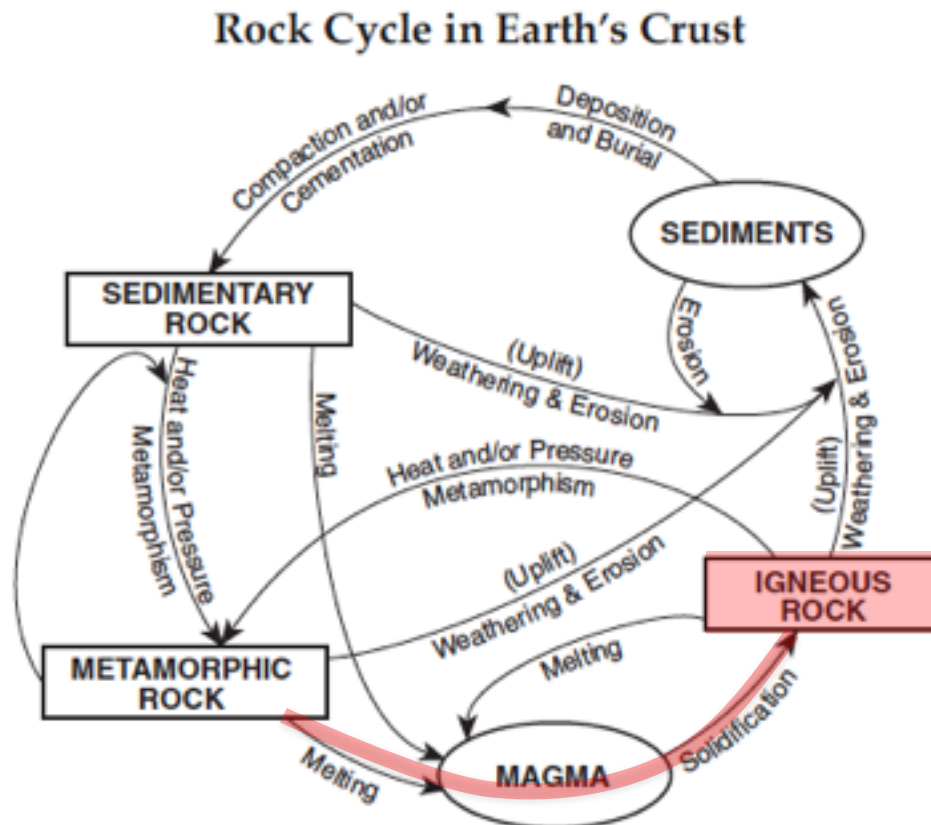 Rock Cycle in Earth's Crust
Compaction and/or
Cementation
Deposition
and Burial
SEDIMENTS
SEDIMENTARY
ROCK
Erosion
(Uplift)
Weathering & Erosion
(Uplift)
Weathering & Erosion
Heat and/or Pressure
Metamorphism
Melting
Heat and/or Pressure
Metamorphism
(Uplift)
Weathering & Erosion
IGNEOUS
ROCK
METAMORPHIC
ROCK
Melting
Melting
MAGMA
Solidification